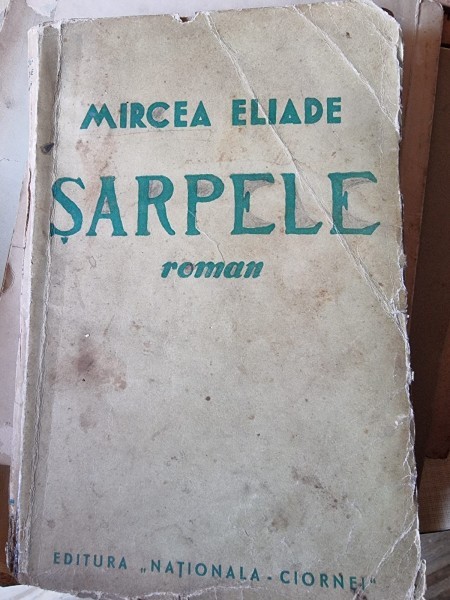 MIRCEA ELIADE
ȘARPELE
roman
EDITURA „NAȚIONALA - CIORNEI"